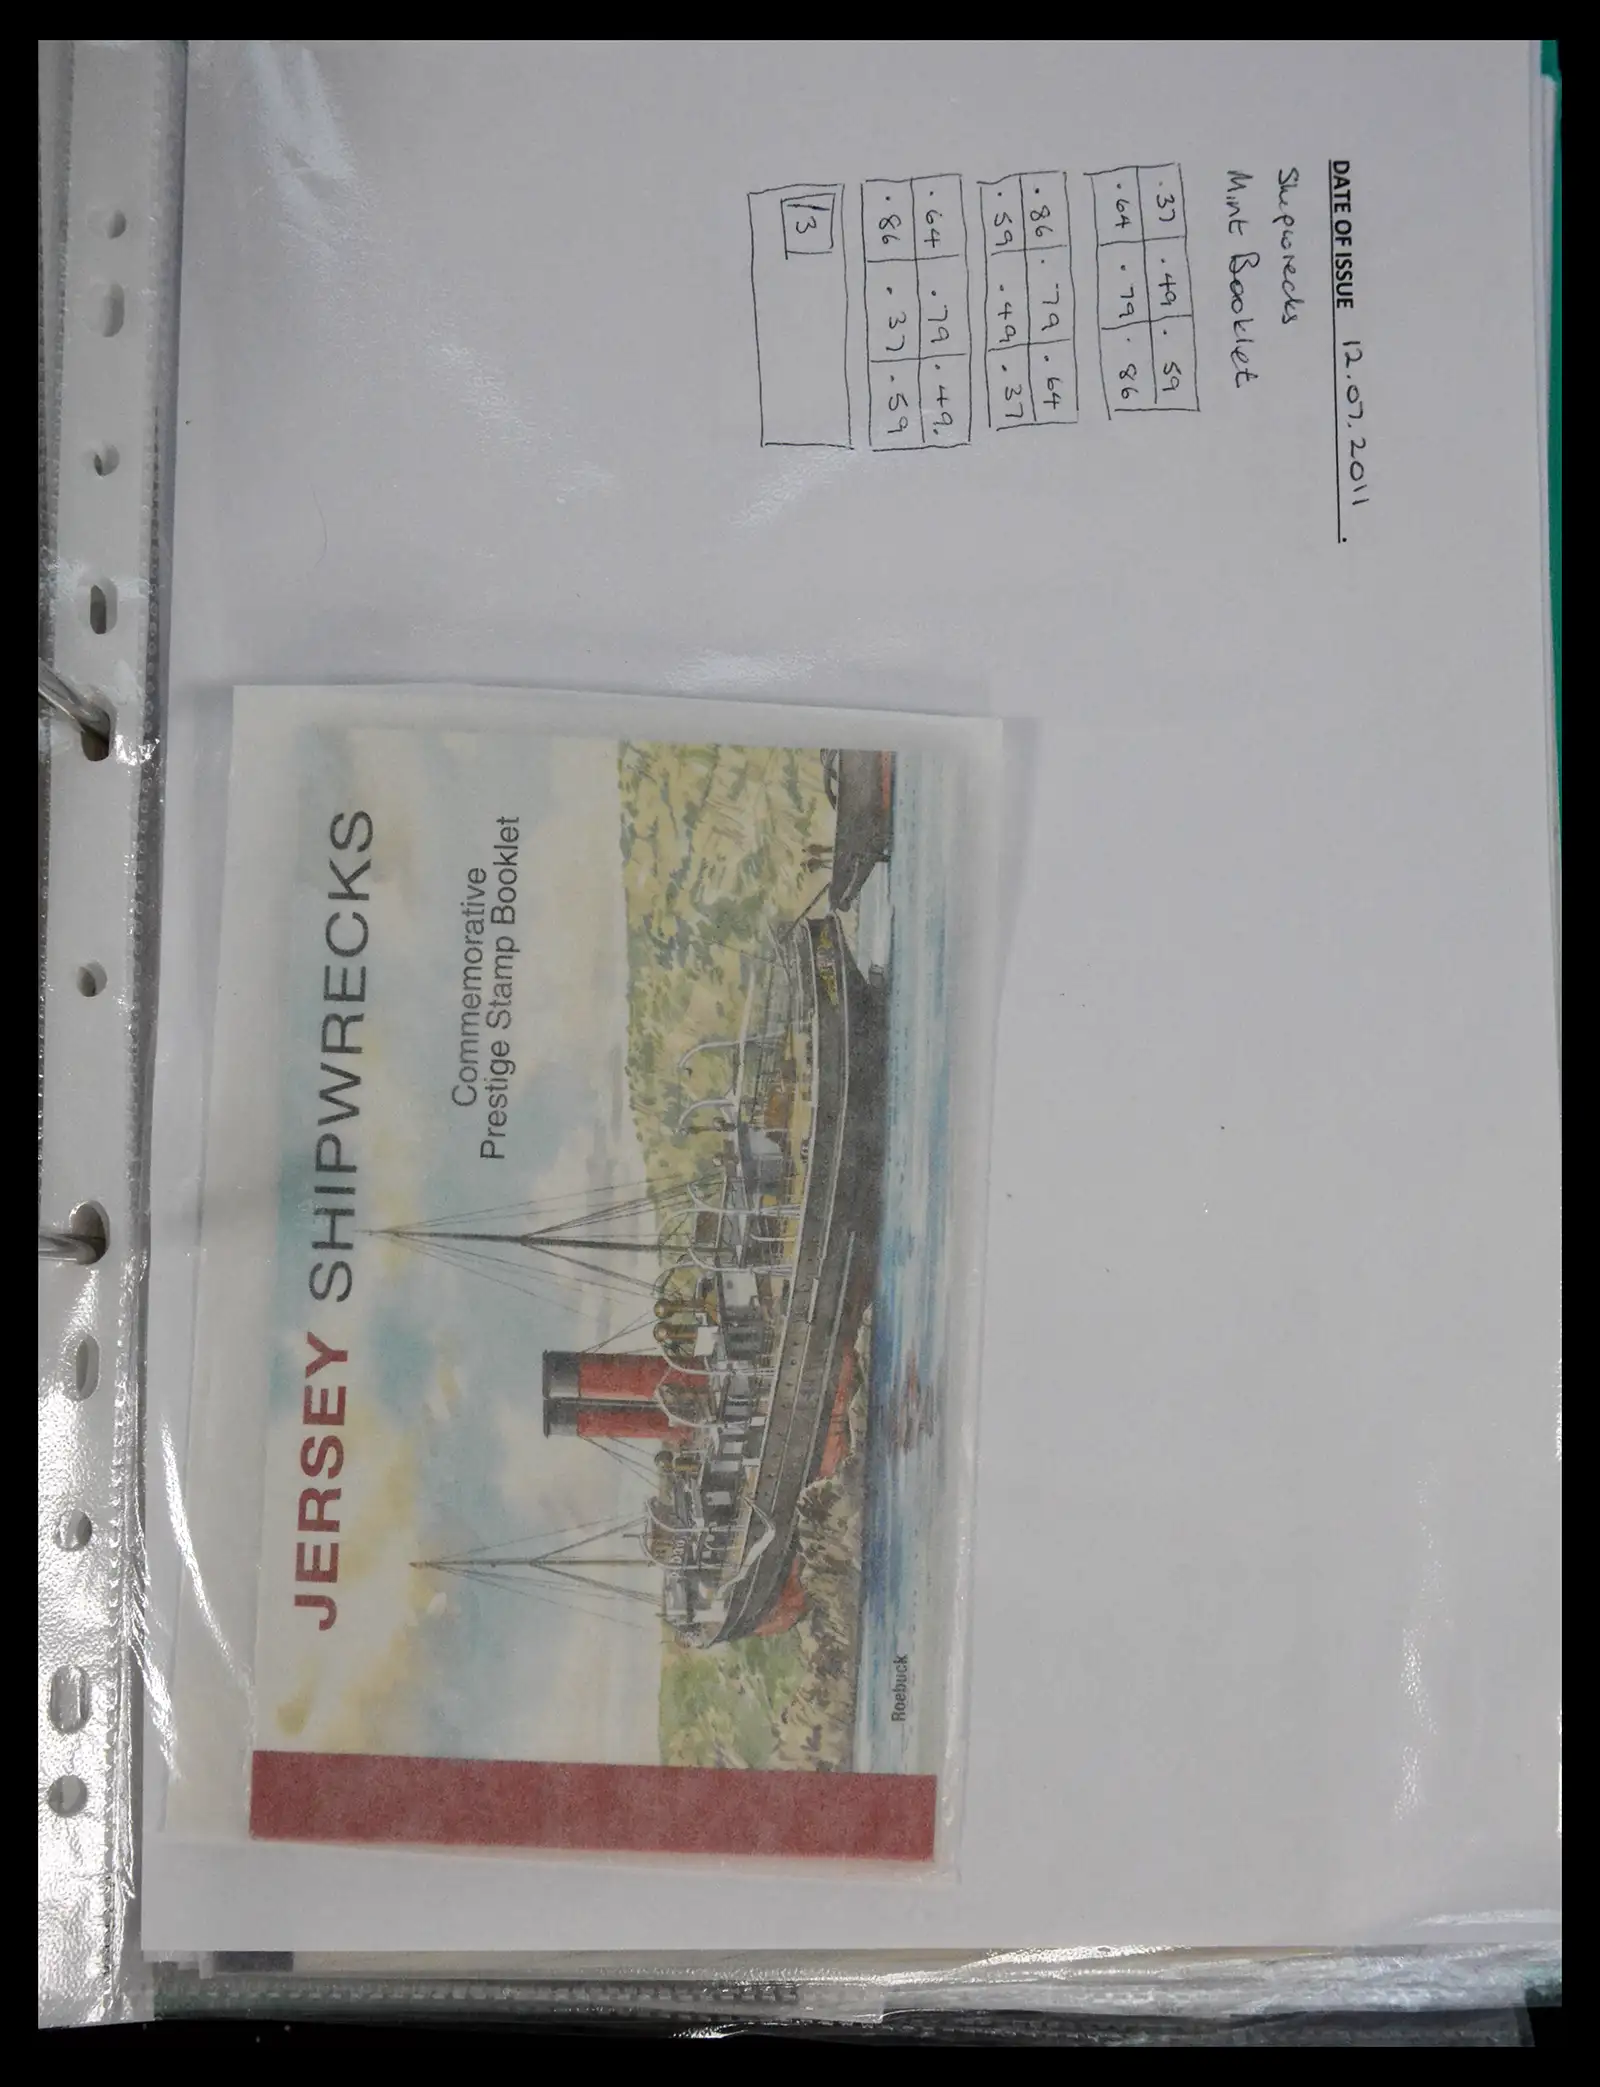 DATE OF ISSUE 12.07.2011.
Shipwrecks
Mint Booklet
.37 .49 .59
.64 .79 .86
.86 .79 .64
.59 .49 .37
.64 .79 .49.
.86 .37 .59
/3
JERSEY SHIPWRECKS
Commemorative
Prestige Stamp Booklet
Roebuck